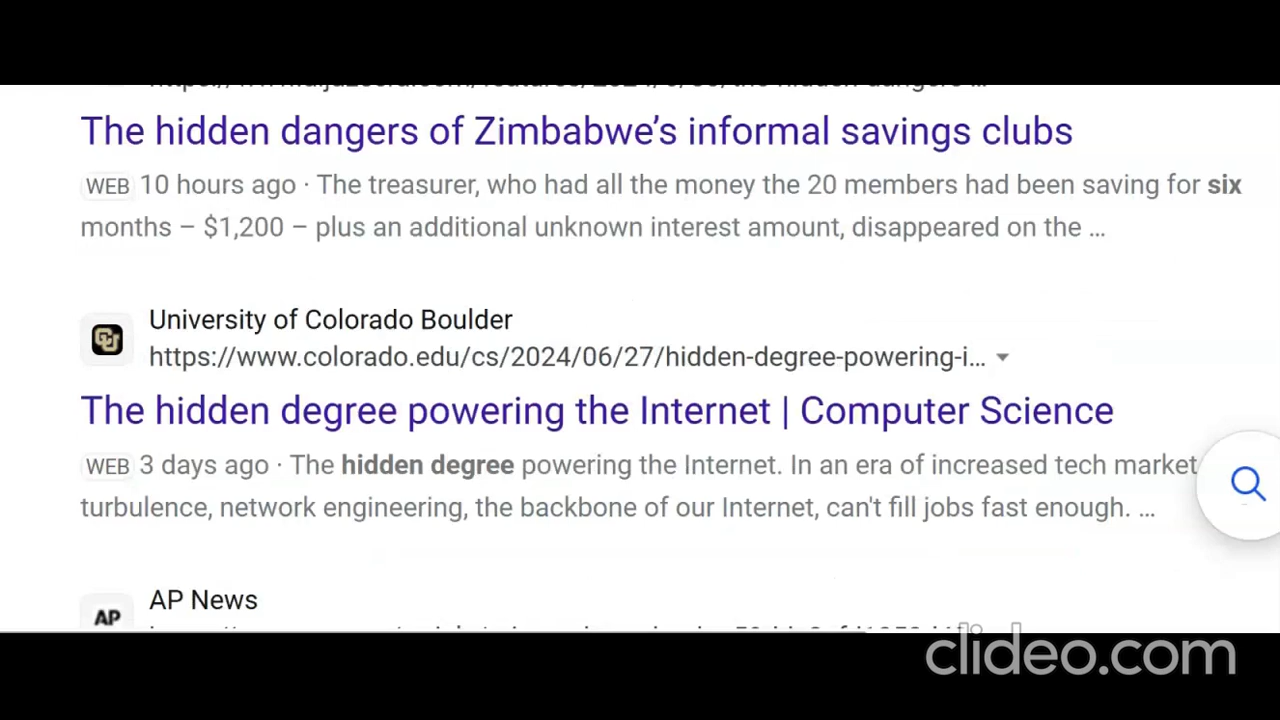 The hidden dangers of Zimbabwe's informal savings clubs
WEB 10 hours ago · The treasurer, who had all the money the 20 members had been saving for six
months – $1,200 – plus an additional unknown interest amount, disappeared on the ...
University of Colorado Boulder
https://www.colorado.edu/cs/2024/06/27/hidden-degree-powering-i...
The hidden degree powering the Internet | Computer Science
WEB 3 days ago · The hidden degree powering the Internet. In an era of increased tech market
turbulence, network engineering, the backbone of our Internet, can't fill jobs fast enough. ...
AP News
AP
clideo.com